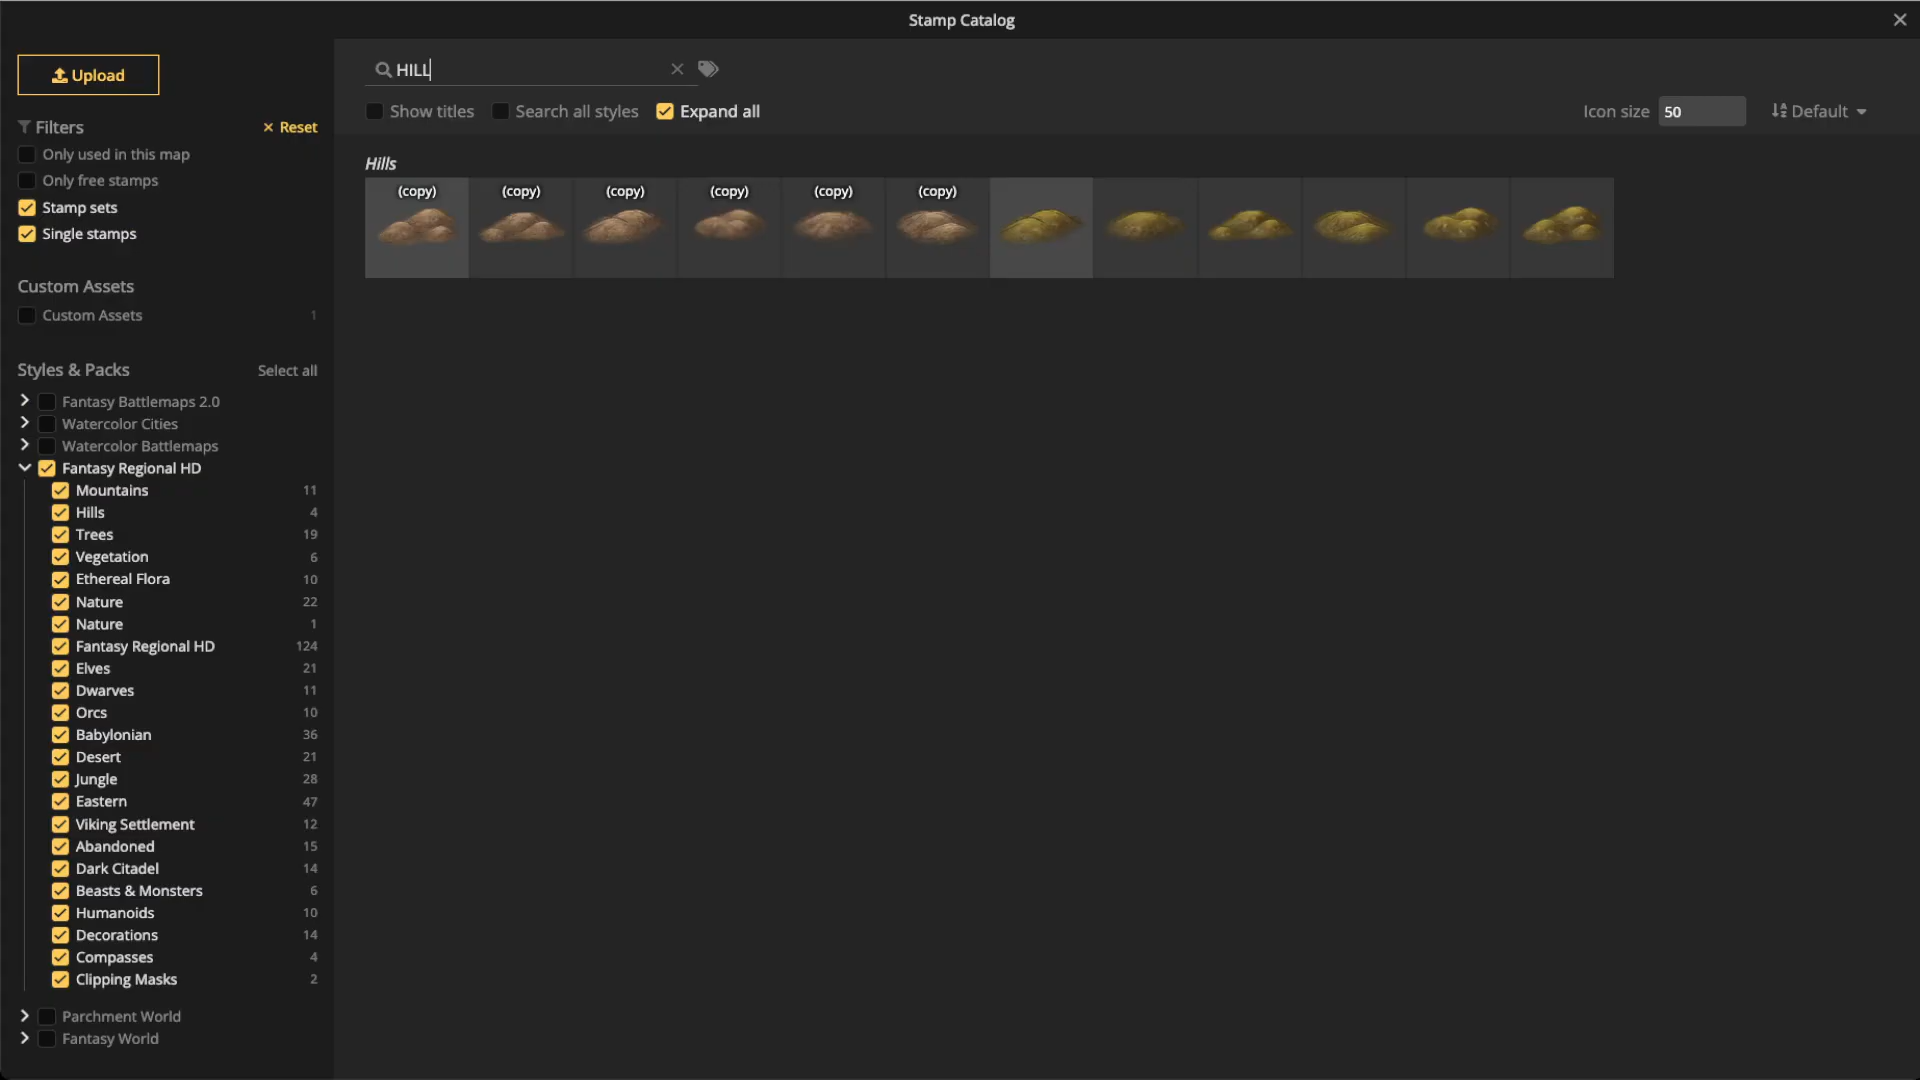 Stamp Catalog
Upload
HILL
Show titles
Search all styles
Expand all
Icon size 50
Default
Filters
Reset
Only used in this map
Only free stamps
Stamp sets
Single stamps
Custom Assets
Custom Assets 1
Styles & Packs
Select all
Fantasy Battlemaps 2.0
Watercolor Cities
Watercolor Battlemaps
Fantasy Regional HD
Mountains 11
Hills 4
Trees 19
Vegetation 6
Ethereal Flora 10
Nature 22
Nature 1
Fantasy Regional HD 124
Elves 21
Dwarves 11
Orcs 10
Babylonian 36
Desert 21
Jungle 28
Eastern 47
Viking Settlement 12
Abandoned 15
Dark Citadel 14
Beasts & Monsters 6
Humanoids 10
Decorations 14
Compasses 4
Clipping Masks 2
Parchment World
Fantasy World
Hills
(copy) (copy) (copy) (copy) (copy) (copy)